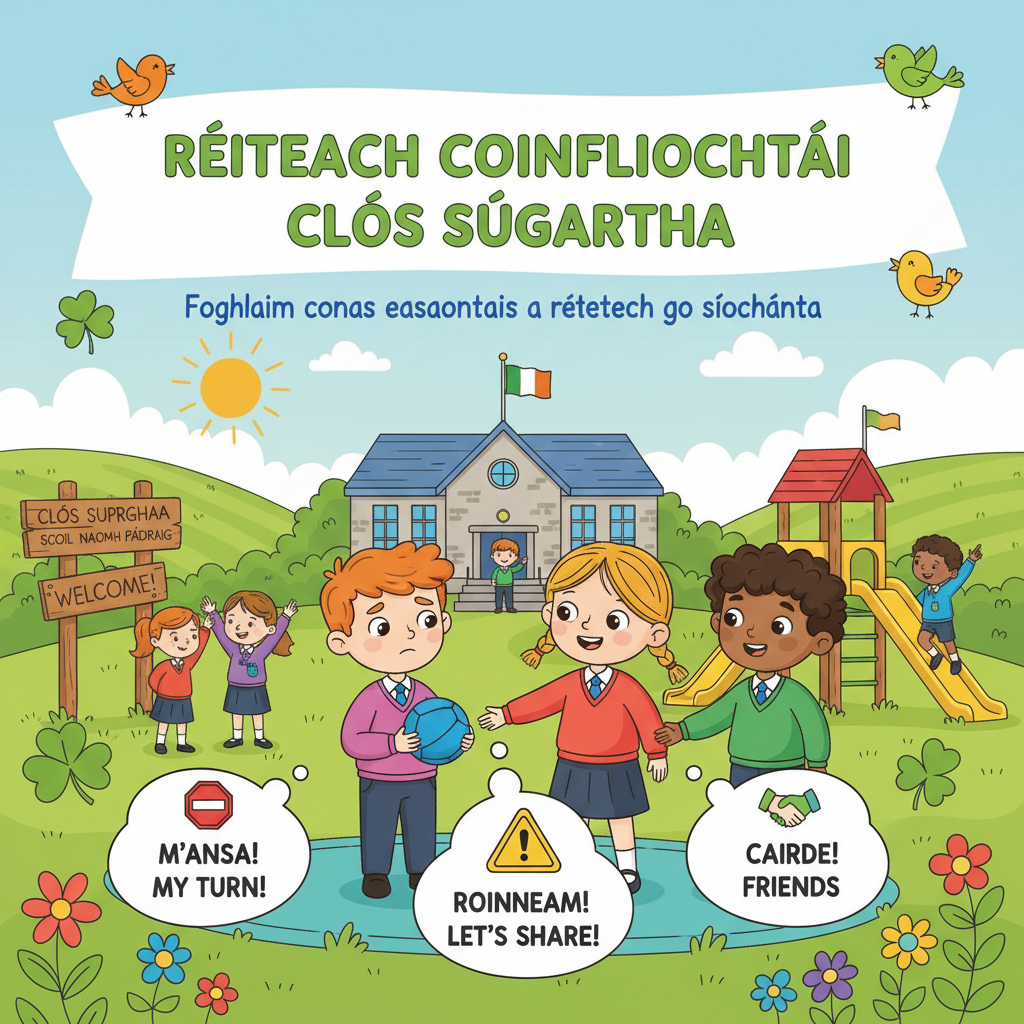 RÉITEACH COINFLIOCHTÁI
CLÓS SÚGARTHA
Foghlaim conas easaontais a rétetech go síochánta
CLÓS SUPRGHAA
SCOIL NAOMH PÁDRAIG
WELCOME!
M'ANSA!
MY TURN!
ROINNEAM!
LET'S SHARE!
CAIRDE!
FRIENDS